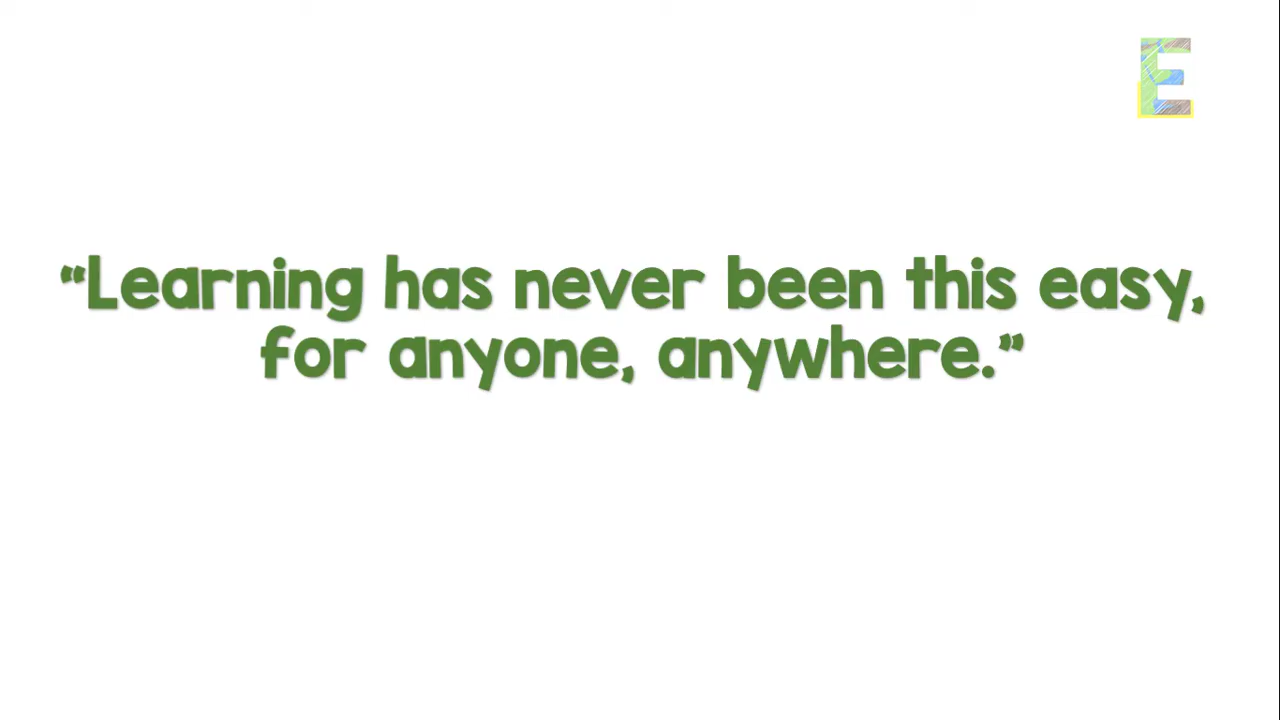 E
“Learning has never been this easy,
for anyone, anywhere.”